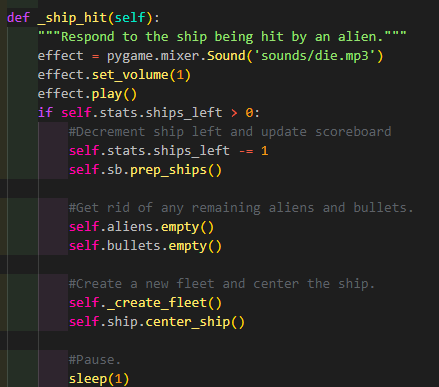 def _ship_hit(self):
    """Respond to the ship being hit by an alien."""
    effect = pygame.mixer.Sound('sounds/die.mp3')
    effect.set_volume(1)
    effect.play()
    if self.stats.ships_left > 0:
        #Decrement ship left and update scoreboard
        self.stats.ships_left -= 1
        self.sb.prep_ships()

        #Get rid of any remaining aliens and bullets.
        self.aliens.empty()
        self.bullets.empty()

        #Create a new fleet and center the ship.
        self._create_fleet()
        self.ship.center_ship()

        #Pause.
        sleep(1)